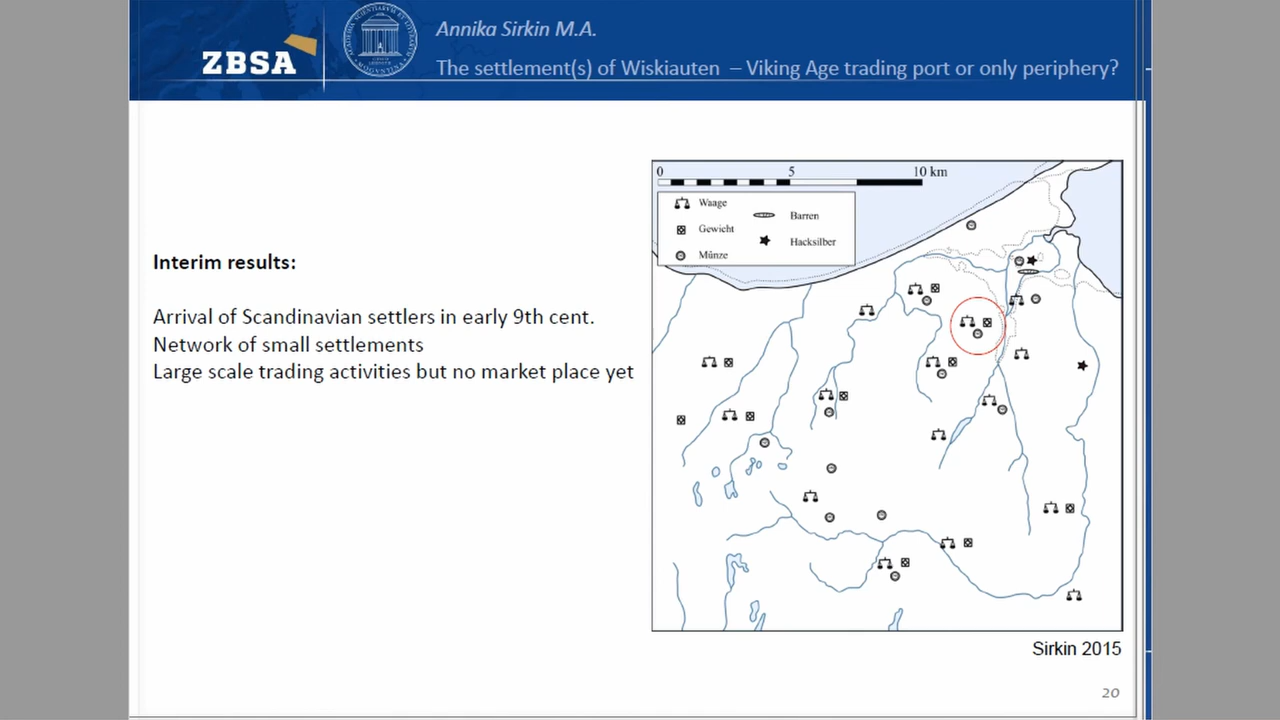 ZBSA
Annika Sirkin M.A.
The settlement(s) of Wiskiauten – Viking Age trading port or only periphery?
Interim results:
Arrival of Scandinavian settlers in early 9th cent.
Network of small settlements
Large scale trading activities but no market place yet
0 5 10 km
Waage
Barren
Gewicht
Hacksilber
Münze
Sirkin 2015
20